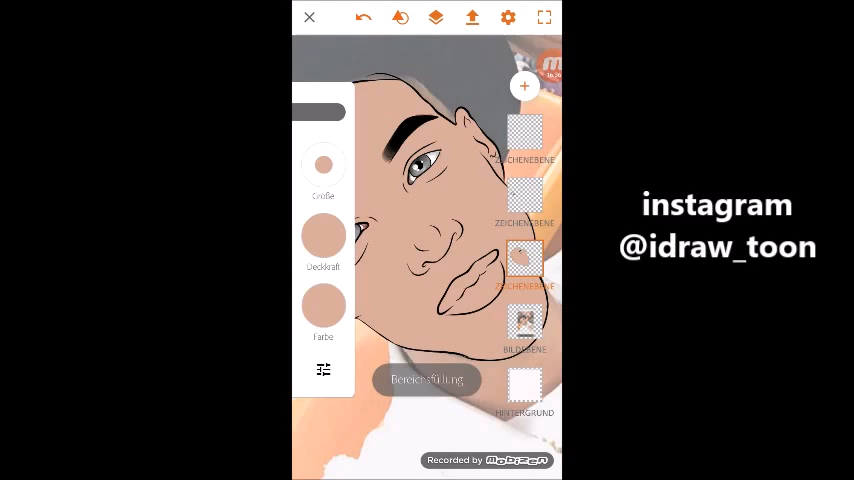 ZEICHENEBENE
Größe
ZEICHENEBENE
Deckkraft
ZEICHENEBENE
Farbe
BILDEBENE
Bereichsfüllung
HINTERGRUND
Recorded by Mobizen
instagram
@idraw_toon